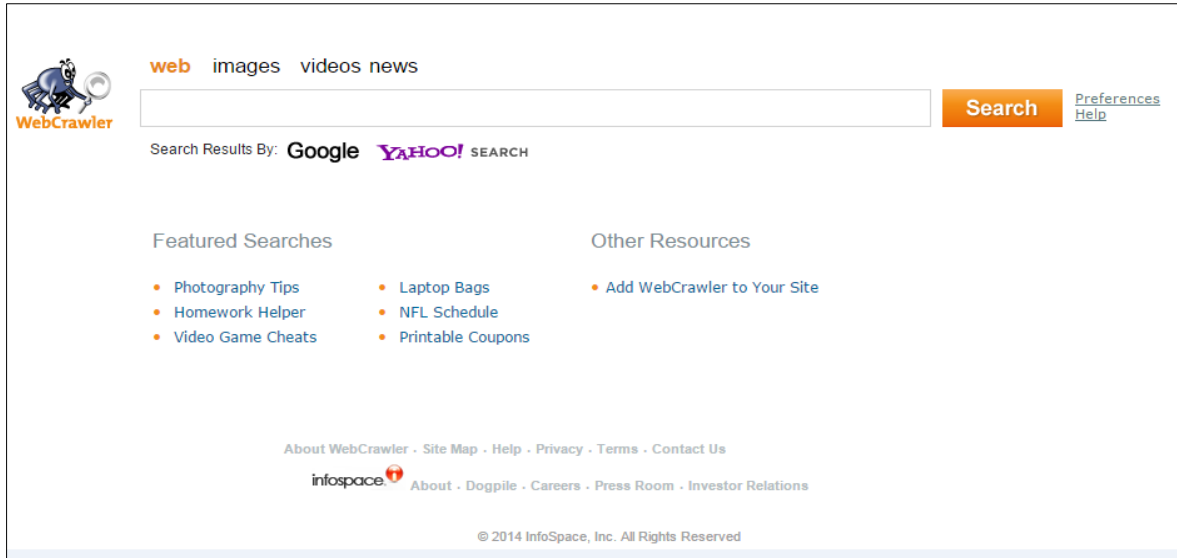 web images videos news
WebCrawler
Search
Preferences
Help
Search Results By: Google YAHOO! SEARCH
Featured Searches
Other Resources
• Photography Tips
• Homework Helper
• Video Game Cheats
• Laptop Bags
• NFL Schedule
• Printable Coupons
• Add WebCrawler to Your Site
About WebCrawler - Site Map - Help - Privacy - Terms - Contact Us
infospace. About - Dogpile - Careers - Press Room - Investor Relations
© 2014 InfoSpace, Inc. All Rights Reserved